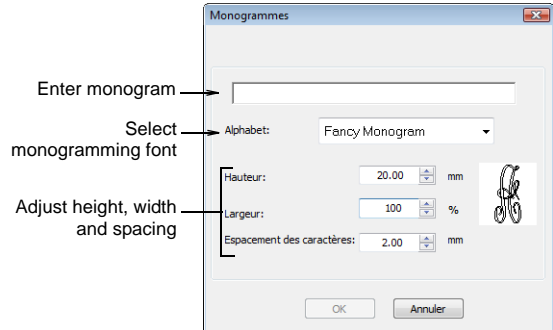 Monogrammes
Enter monogram
Select
monogramming font
Alphabet:
Fancy Monogram
Adjust height, width
and spacing
Hauteur:
20.00
mm
Largeur:
100
%
Espacement des caractères:
2.00
mm
OK
Annuler